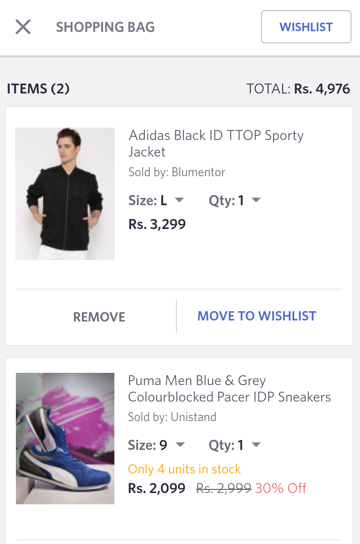 SHOPPING BAG
WISHLIST
ITEMS (2)
TOTAL: Rs. 4,976
Adidas Black ID TTOP Sporty
Jacket
Sold by: Blumentor
Size: L Qty: 1
Rs. 3,299
REMOVE
MOVE TO WISHLIST
Puma Men Blue & Grey
Colourblocked Pacer IDP Sneakers
Sold by: Unistand
Size: 9 Qty: 1
Only 4 units in stock
Rs. 2,099 Rs. 2,999 30% Off